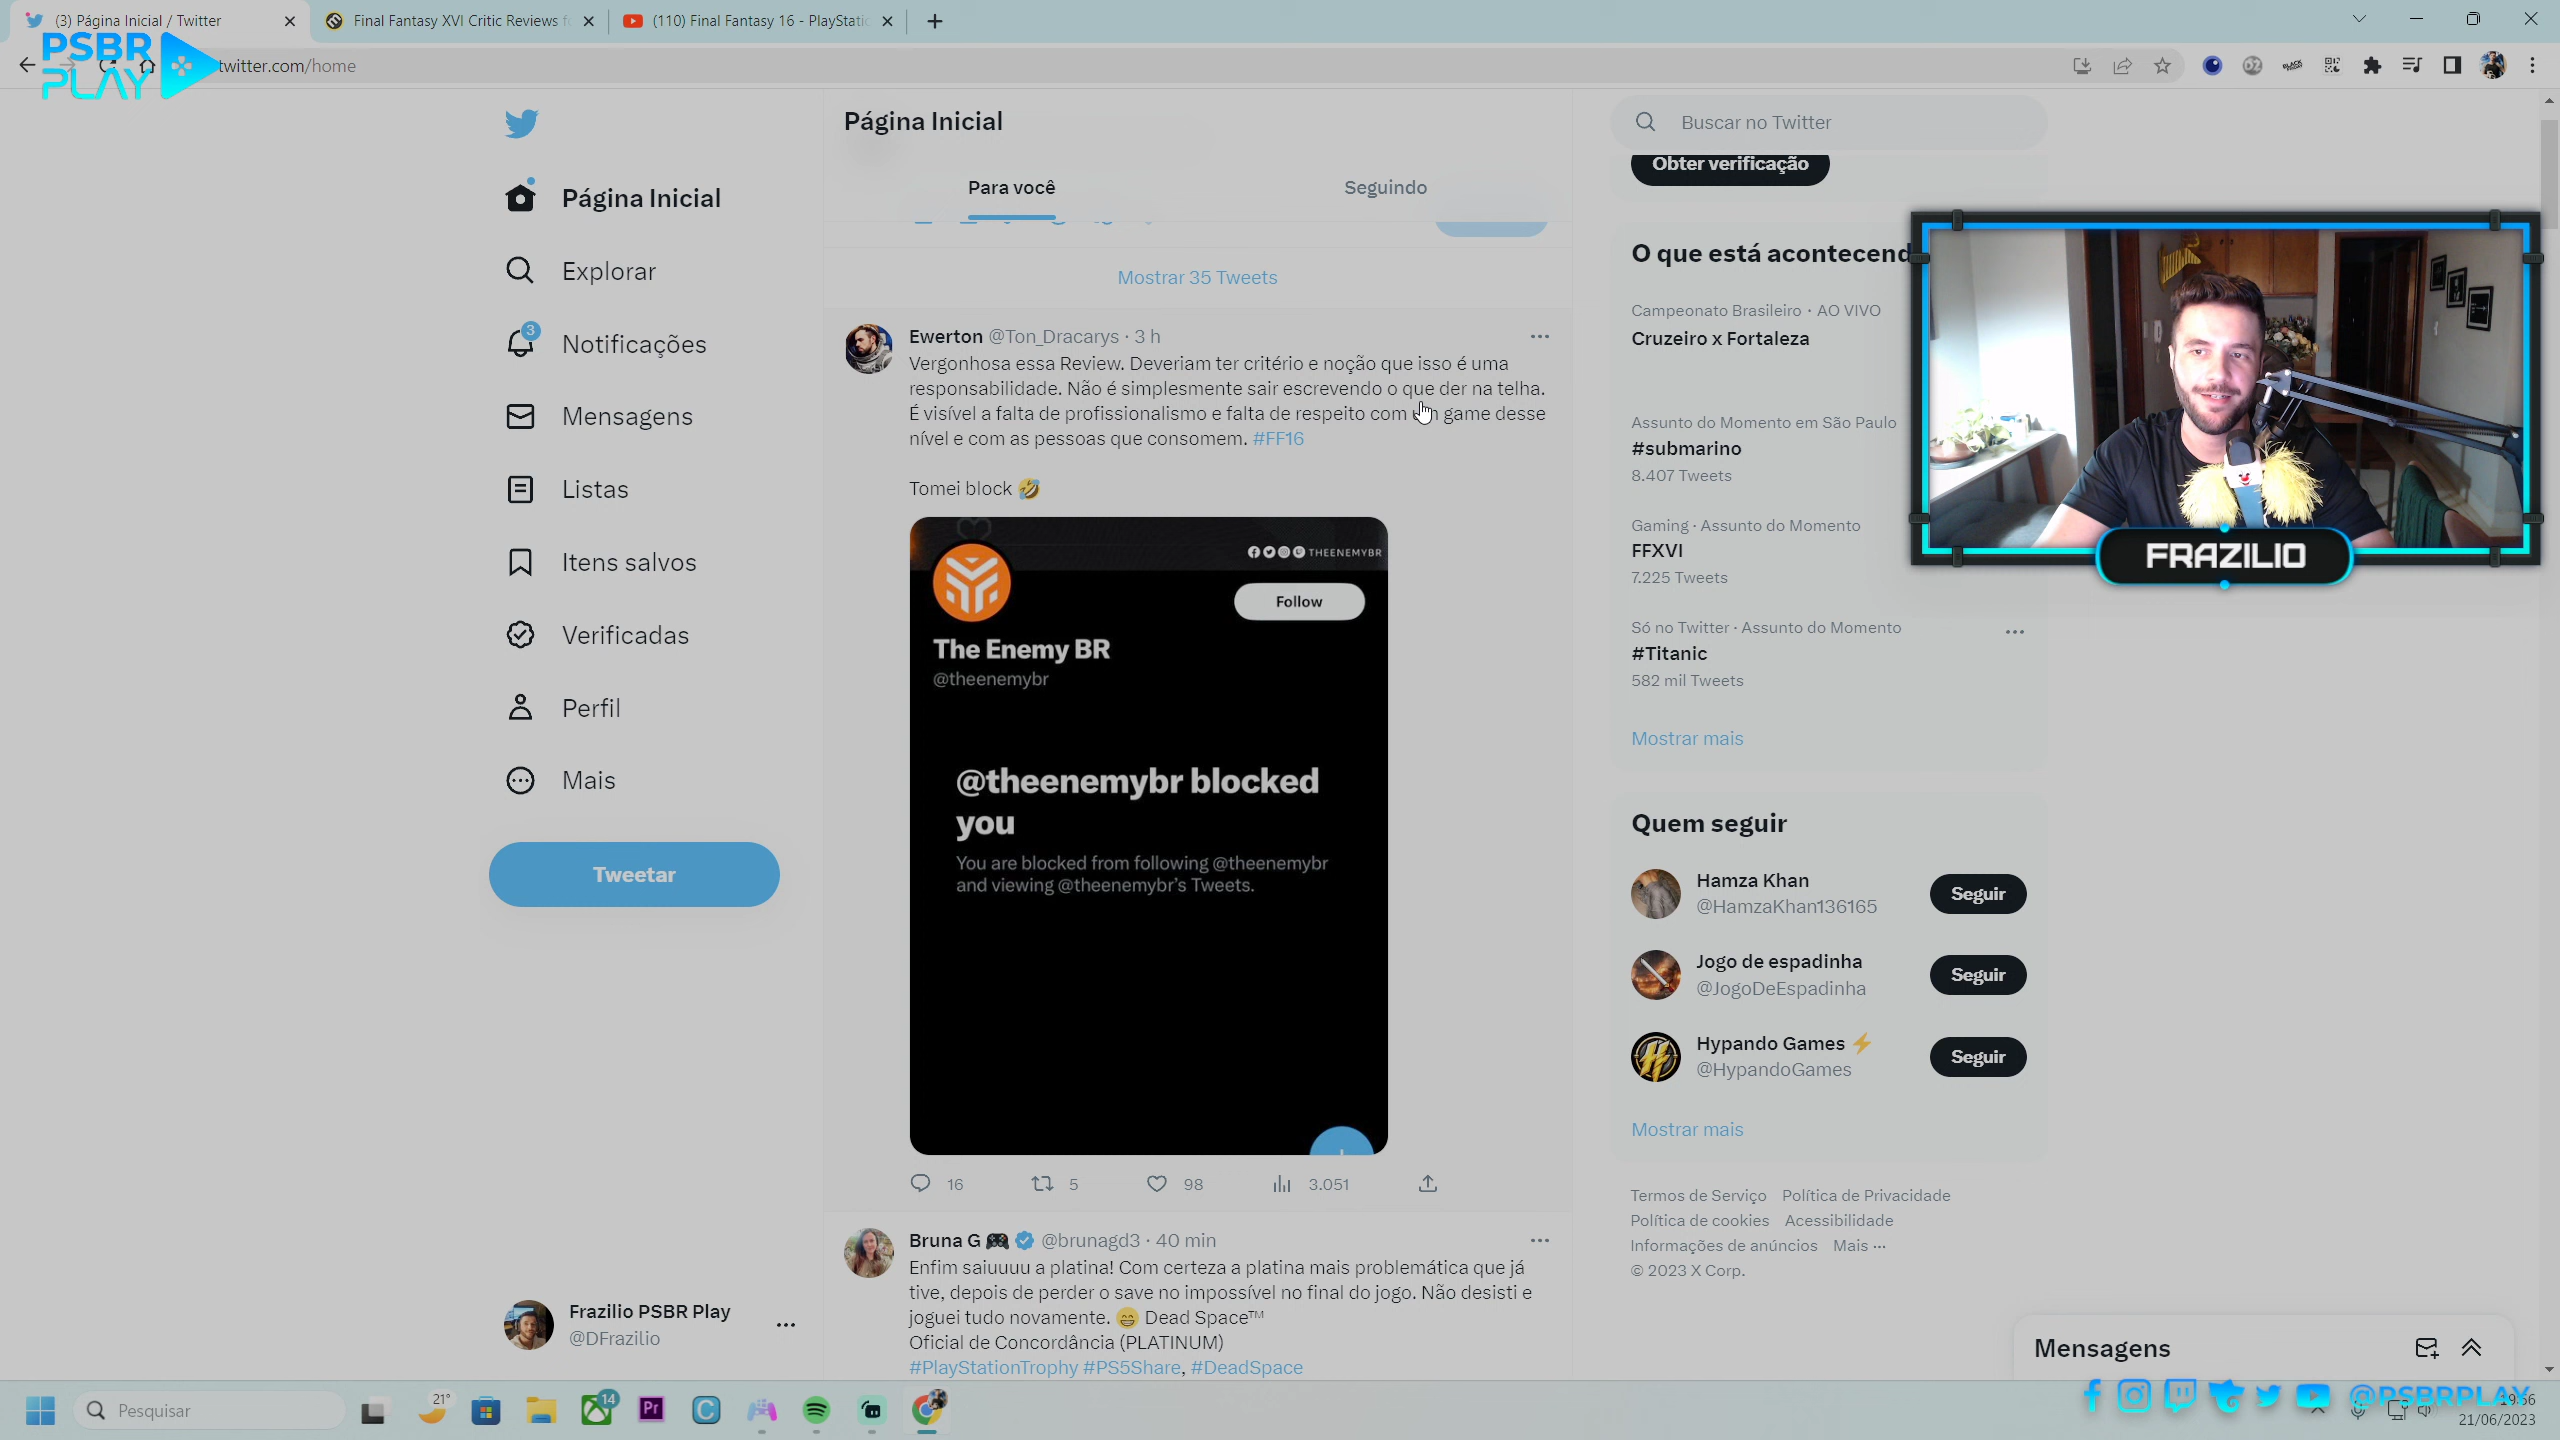 (3) Página Inicial / Twitter
Final Fantasy XVI Critic Reviews f
(110) Final Fantasy 16 - PlayStatic
PSBR
PLAY
twitter.com/home
Página Inicial
Explorar
3
Notificações
Mensagens
Listas
Itens salvos
Verificadas
Perfil
Mais
Tweetar
Frazilio PSBR Play
@DFrazilio
Página Inicial
Para você
Seguindo
Mostrar 35 Tweets
Ewerton @Ton_Dracarys · 3 h
Vergonhosa essa Review. Deveriam ter critério e noção que isso é uma
responsabilidade. Não é simplesmente sair escrevendo o que der na telha.
É visível a falta de profissionalismo e falta de respeito com um game desse
nível e com as pessoas que consomem. #FF16
Tomei block 🤣
THEENEMYBR
Follow
The Enemy BR
@theenemybr
@theenemybr blocked
you
You are blocked from following @theenemybr
and viewing @theenemybr's Tweets.
16
5
98
3.051
Bruna G 🎮 @brunagd3 · 40 min
Enfim saiuuuu a platina! Com certeza a platina mais problemática que já
tive, depois de perder o save no impossível no final do jogo. Não desisti e
joguei tudo novamente. 😁 Dead Space™
Oficial de Concordância (PLATINUM)
#PlayStationTrophy #PS5Share, #DeadSpace
Buscar no Twitter
Obter verificação
O que está acontecend
Campeonato Brasileiro · AO VIVO
Cruzeiro x Fortaleza
Assunto do Momento em São Paulo
#submarino
8.407 Tweets
Gaming · Assunto do Momento
FFXVI
7.225 Tweets
Só no Twitter · Assunto do Momento
#Titanic
582 mil Tweets
Mostrar mais
FRAZILIO
Quem seguir
Hamza Khan
@HamzaKhan136165
Seguir
Jogo de espadinha
@JogoDeEspadinha
Seguir
Hypando Games ⚡
@HypandoGames
Seguir
Mostrar mais
Termos de Serviço Política de Privacidade
Política de cookies Acessibilidade
Informações de anúncios Mais ···
© 2023 X Corp.
Mensagens
Pesquisar
21°
14
Pr
@PSBRPLAY
21/06/2023